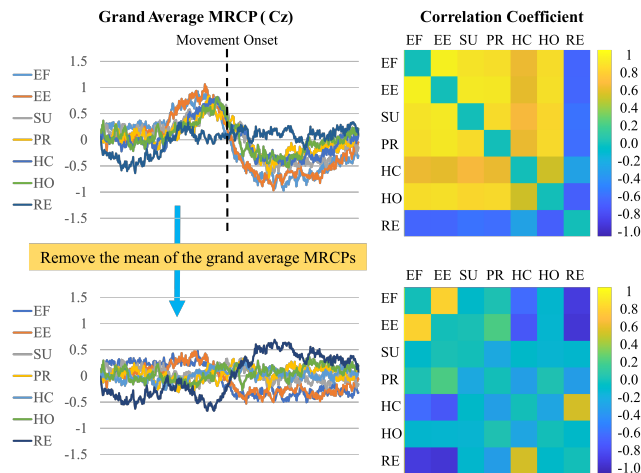 Grand Average MRCP ( Cz)
Movement Onset
1.5
1
0.5
0
-0.5
-1
-1.5
EF
EE
SU
PR
HC
HO
RE
Correlation Coefficient
EF EE SU PR HC HO RE
EF
EE
SU
PR
HC
HO
RE
1
0.8
0.6
0.4
0.2
0.0
-0.2
-0.4
-0.6
-0.8
-1.0
Remove the mean of the grand average MRCPs
1.5
1
0.5
0
-0.5
-1
-1.5
EF
EE
SU
PR
HC
HO
RE
EF EE SU PR HC HO RE
EF
EE
SU
PR
HC
HO
RE
1
0.8
0.6
0.4
0.2
0.0
-0.2
-0.4
-0.6
-0.8
-1.0